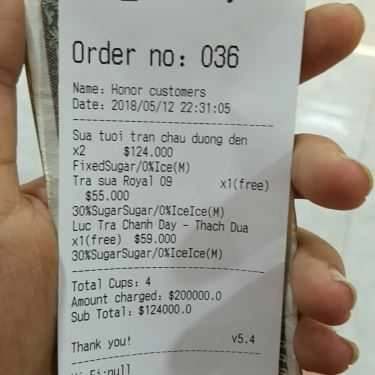 Order no: 036
Name: Honor customers
Date: 2018/05/12 22:31:05
Sua tuoi tran chau duong den
x2 $124.000
FixedSugar/0%Ice(M)
Tra sua Royal 09 x1(free)
$55.000
30%SugarSugar/0%IceIce(M)
Luc Tra Chanh Day - Thach Dua
x1(free) $59.000
30%SugarSugar/0%IceIce(M)
Total Cups: 4
Amount charged: $200000.0
Sub Total: $124000.0
Thank you! v5.4
Wi Fi:null